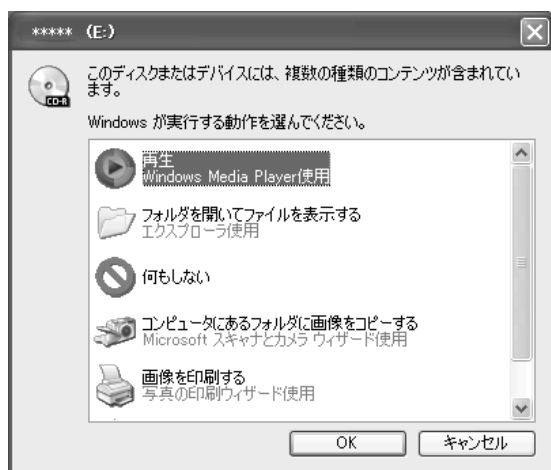 ***** (E:)
このディスクまたはデバイスには、複数の種類のコンテンツが含まれてい
ます。
CD-R
Windows が実行する動作を選んでください。
再生
Windows Media Player使用
フォルダを開いてファイルを表示する
エクスプローラ使用
何もしない
コンピュータにあるフォルダに画像をコピーする
Microsoft スキャナとカメラ ウィザード使用
画像を印刷する
写真の印刷ウィザード使用
OK
キャンセル